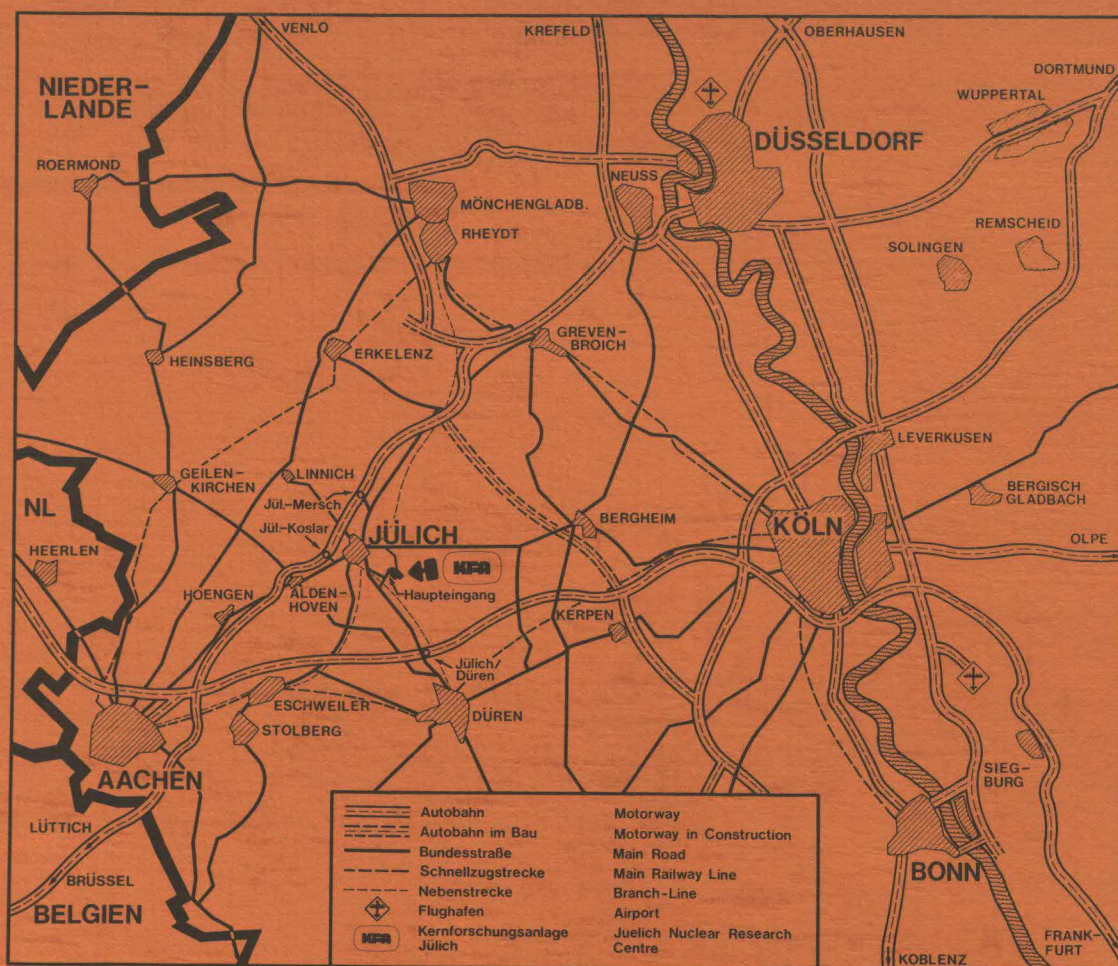 VENLO
KREFELD
OBERHAUSEN
DORTMUND
NIEDER-
LANDE
WUPPERTAL
DÜSSELDORF
ROERMOND
NEUSS
MÖNCHENGLADB.
RHEYDT
REMSCHEID
SOLINGEN
GREVEN-
BROICH
ERKELENZ
HEINSBERG
LEVERKUSEN
GEILEN-
KIRCHEN
LINNICH
BERGISCH
GLADBACH
NL
Jül.-Mersch
Jül.-Koslar
JÜLICH
BERGHEIM
KÖLN
OLPE
HEERLEN
KFA
Haupteingang
HOENGEN
ALDEN-
HOVEN
KERPEN
Jülich/
Düren
ESCHWEILER
DÜREN
STOLBERG
AACHEN
SIEG-
BURG
LÜTTICH
BRÜSSEL
BELGIEN
BONN
KOBLENZ
FRANK-
FURT
Autobahn Motorway
Autobahn im Bau Motorway in Construction
Bundesstraße Main Road
Schnellzugstrecke Main Railway Line
Nebenstrecke Branch-Line
Flughafen Airport
KFA Kernforschungsanlage Juelich Nuclear Research
Jülich Centre